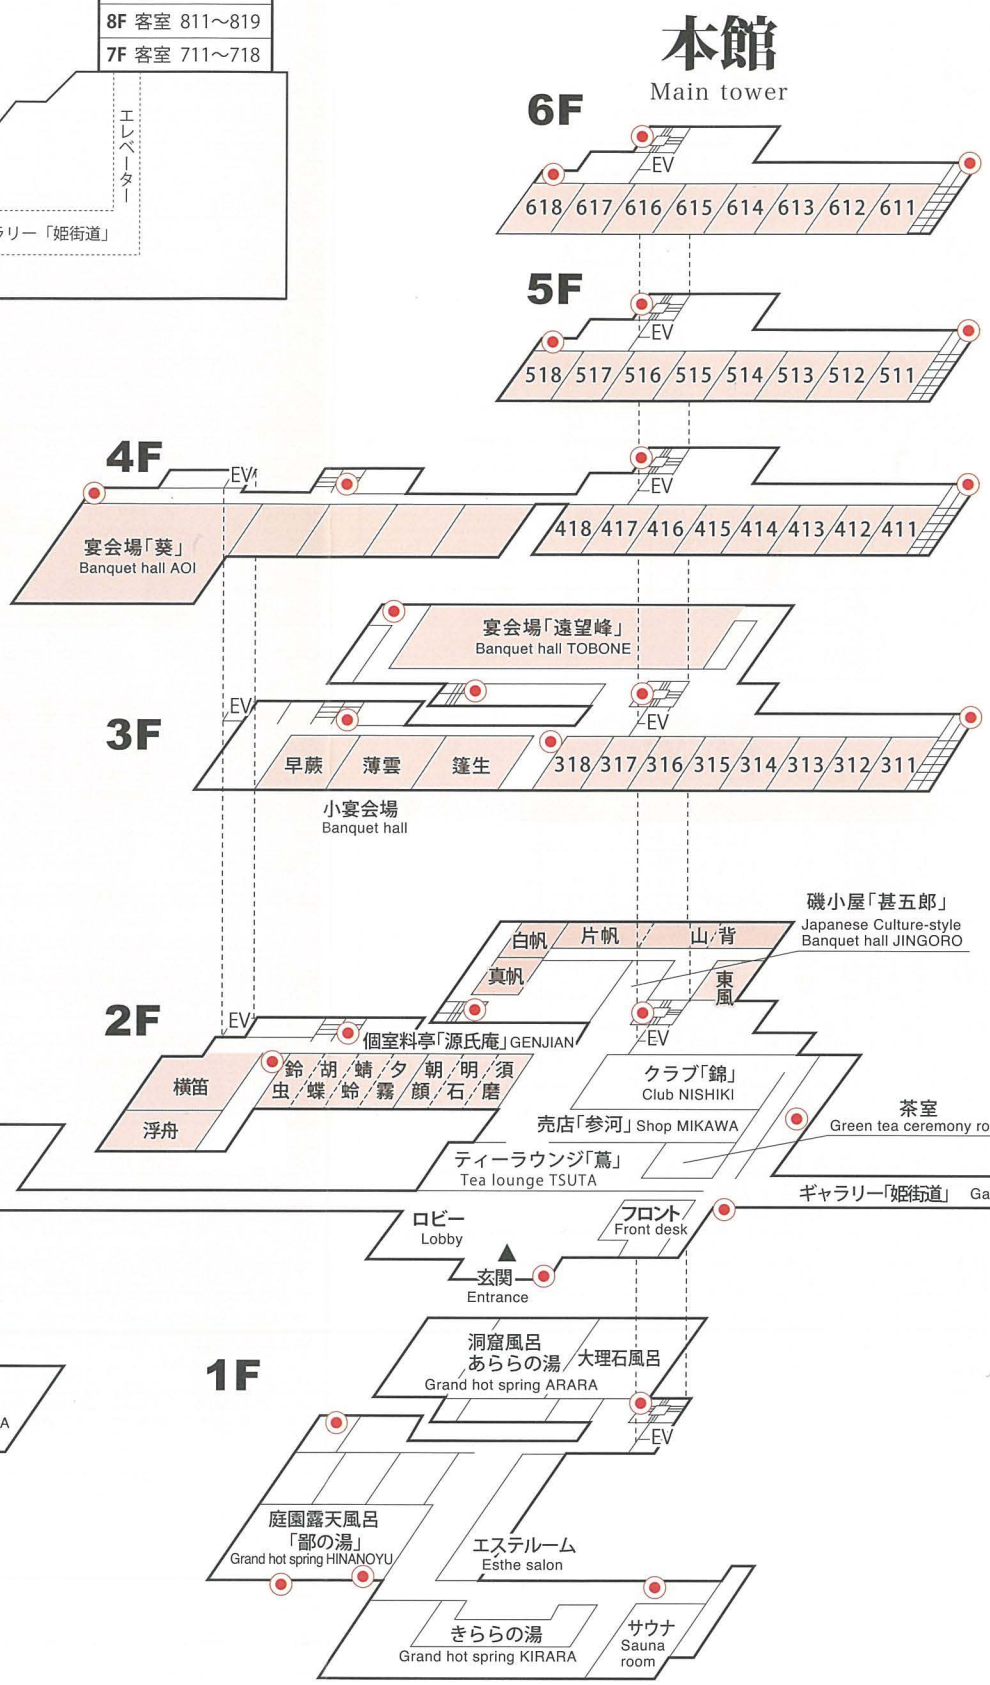 8F 客室 811～819
7F 客室 711～718
エレベーター
ラリー「姫街道」
本館
Main tower
6F
EV
618 617 616 615 614 613 612 611
5F
EV
518 517 516 515 514 513 512 511
4F
EV
EV
宴会場「葵」
Banquet hall AOI
418 417 416 415 414 413 412 411
宴会場「遠望峰」
Banquet hall TOBONE
3F
EV
EV
早蕨 薄雲 篷生
318 317 316 315 314 313 312 311
小宴会場
Banquet hall
磯小屋「甚五郎」
Japanese Culture-style
Banquet hall JINGORO
白帆 片帆 山背
真帆
東風
2F
EV
EV
個室料亭「源氏庵」GENJIAN
横笛
浮舟
鈴虫 胡蝶 蜻蛉 夕霧 朝顔 明石 須磨
クラブ「錦」
Club NISHIKI
売店「参河」Shop MIKAWA
茶室
Green tea ceremony ro
ティーラウンジ「蔦」
Tea lounge TSUTA
ギャラリー「姫街道」 Ga
ロビー
Lobby
フロント
Front desk
玄関
Entrance
1F
洞窟風呂
あららの湯
Grand hot spring ARARA
大理石風呂
EV
A
庭園露天風呂
「鄙の湯」
Grand hot spring HINANOYU
エステルーム
Esthe salon
きららの湯
Grand hot spring KIRARA
サウナ
Sauna
room